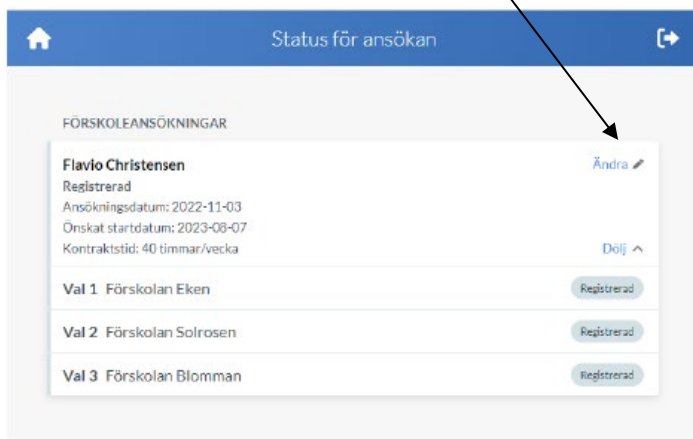 Status för ansökan
FÖRSKOLEANSÖKNINGAR
Flavio Christensen
Ändra
Registrerad
Ansökningsdatum: 2022-11-03
Önskat startdatum: 2023-08-07
Kontraktstid: 40 timmar/vecka
Dölj
Val 1 Förskolan Eken
Registrerad
Val 2 Förskolan Solrosen
Registrerad
Val 3 Förskolan Blomman
Registrerad